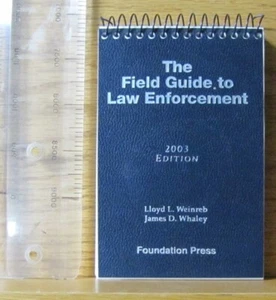 The
Field Guide to
Law Enforcement
2003
EDITION
Lloyd L. Weinreb
James D. Whaley
Foundation Press